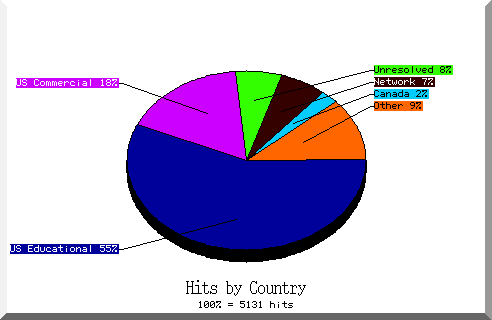 Unresolved 8%
US Commercial 18%
Network 7%
Canada 2%
Other 9%
US Educational 55%
Hits by Country
100% = 5131 hits